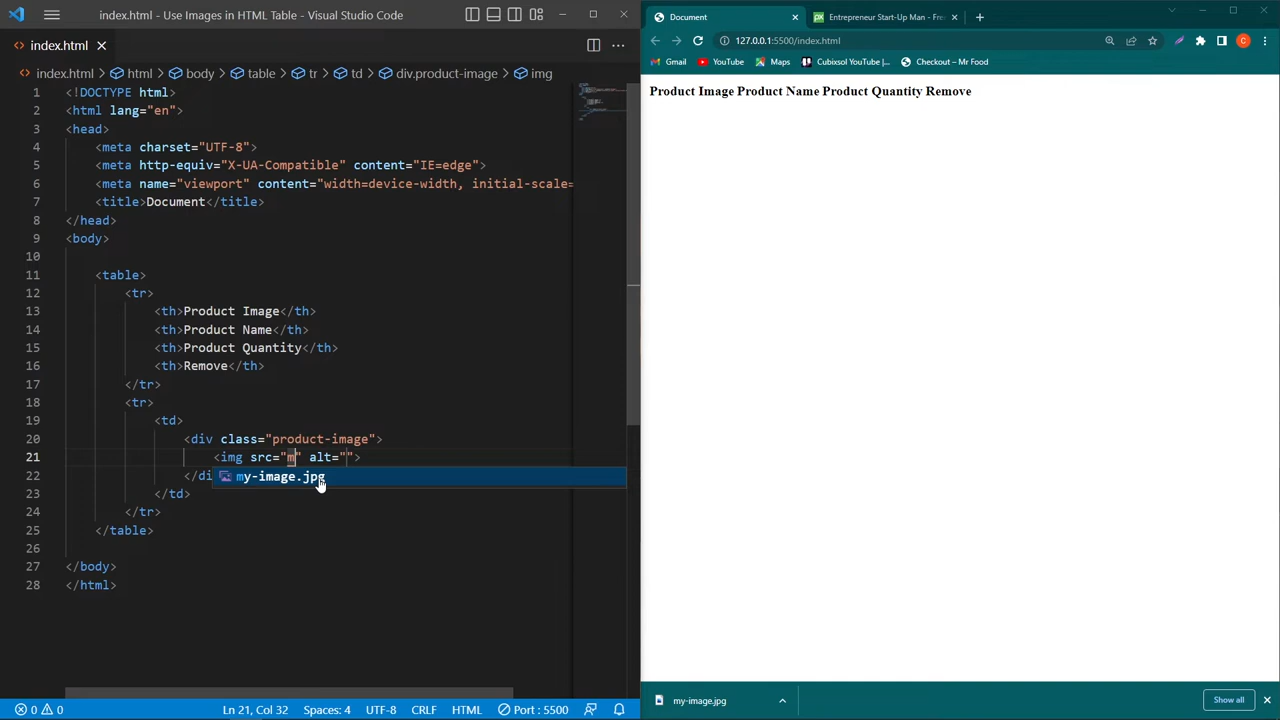 index.html - Use Images in HTML Table - Visual Studio Code
index.html
index.html > html > body > table > tr > td > div.product-image > img
1 <!DOCTYPE html>
2 <html lang="en">
3 <head>
4 <meta charset="UTF-8">
5 <meta http-equiv="X-UA-Compatible" content="IE=edge">
6 <meta name="viewport" content="width=device-width, initial-scale=
7 <title>Document</title>
8 </head>
9 <body>
10
11 <table>
12 <tr>
13 <th>Product Image</th>
14 <th>Product Name</th>
15 <th>Product Quantity</th>
16 <th>Remove</th>
17 </tr>
18 <tr>
19 <td>
20 <div class="product-image">
21 <img src="m" alt="">
my-image.jpg
22 </di
23 </td>
24 </tr>
25 </table>
26
27 </body>
28 </html>
0 0
Ln 21, Col 32 Spaces: 4 UTF-8 CRLF HTML Port : 5500
Document
Entrepreneur Start-Up Man - Fre
127.0.0.1:5500/index.html
C
Gmail YouTube Maps Cubixsol YouTube |... Checkout – Mr Food
Product Image Product Name Product Quantity Remove
my-image.jpg
Show all